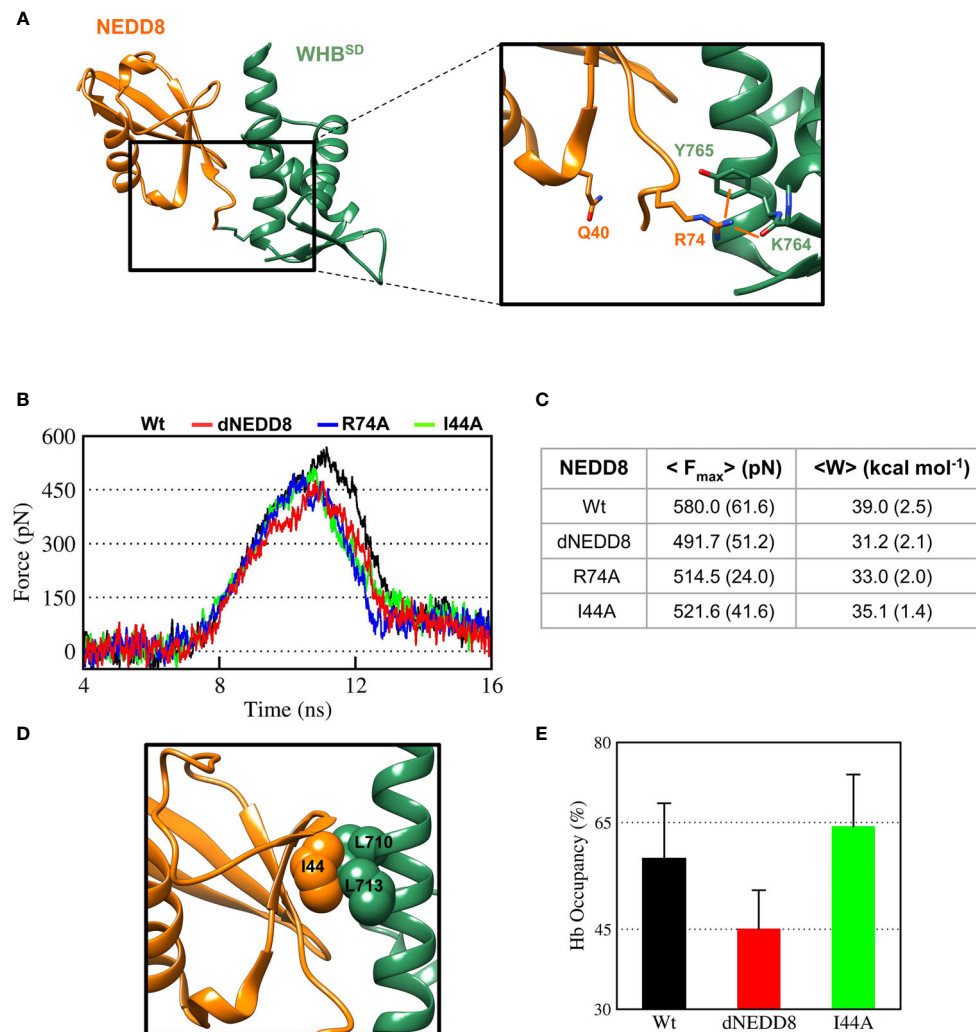 A
NEDD8
WHB^SD
Y765
Q40
R74
K764
B
Wt dNEDD8 R74A I44A
600
450
300
150
0
Force (pN)
4 8 12 16
Time (ns)
C
NEDD8 < F_max > (pN) <W> (kcal mol^-1)
Wt 580.0 (61.6) 39.0 (2.5)
dNEDD8 491.7 (51.2) 31.2 (2.1)
R74A 514.5 (24.0) 33.0 (2.0)
I44A 521.6 (41.6) 35.1 (1.4)
D
I44
L710
L713
E
80
65
45
30
Hb Occupancy (%)
Wt dNEDD8 I44A